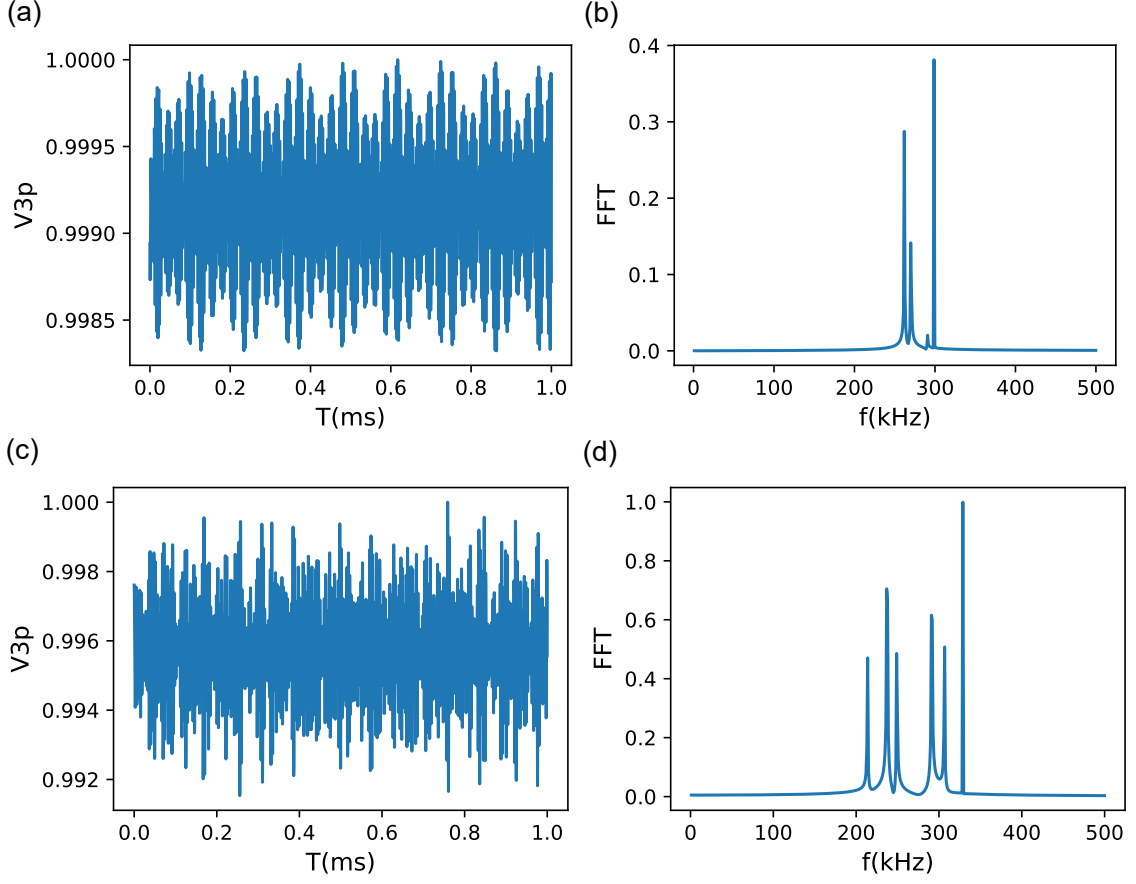 (a)
1.0000
0.9995
0.9990
0.9985
V3p
0.0 0.2 0.4 0.6 0.8 1.0
T(ms)
(b)
0.4
0.3
0.2
0.1
0.0
FFT
0 100 200 300 400 500
f(kHz)
(c)
1.000
0.998
0.996
0.994
0.992
V3p
0.0 0.2 0.4 0.6 0.8 1.0
T(ms)
(d)
1.0
0.8
0.6
0.4
0.2
0.0
FFT
0 100 200 300 400 500
f(kHz)